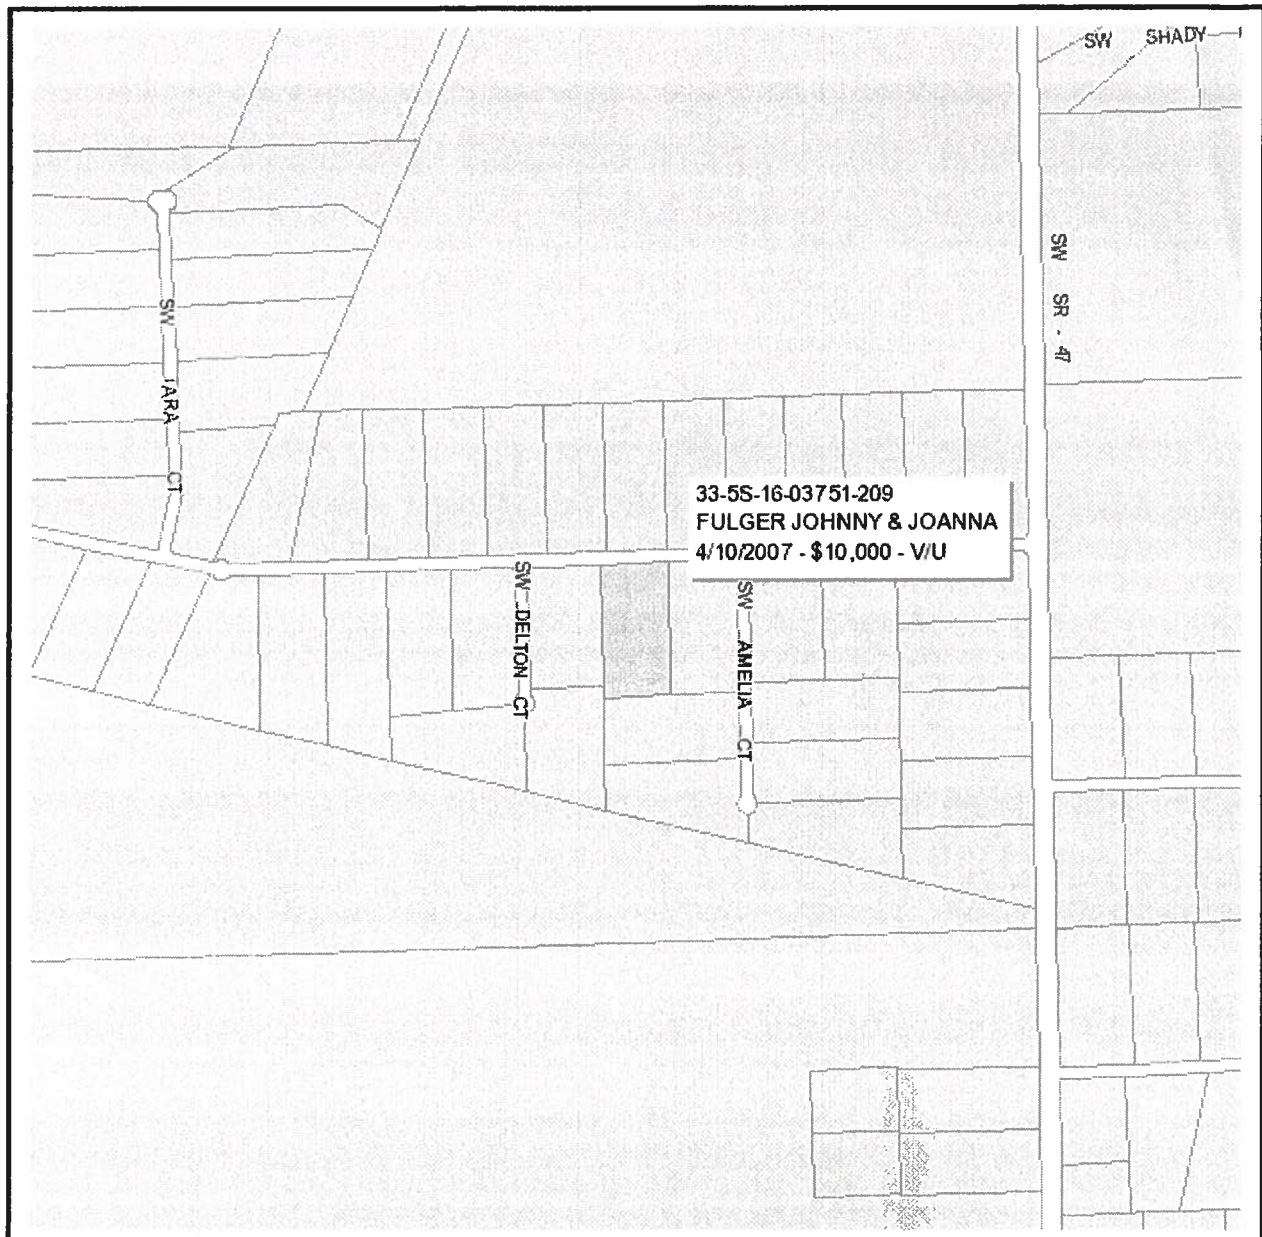 SW SHADY
SW SR - 47
SW TARA CT
33-5S-16-03751-209
FULGER JOHNNY & JOANNA
4/10/2007 - $10,000 - V/U
SW DELTON CT
SW AMELIA CT